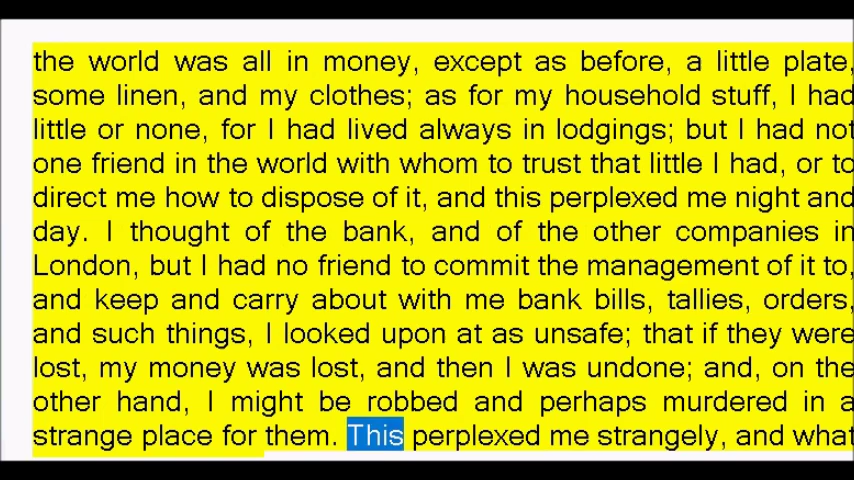 the world was all in money, except as before, a little plate,
some linen, and my clothes; as for my household stuff, I had
little or none, for I had lived always in lodgings; but I had not
one friend in the world with whom to trust that little I had, or to
direct me how to dispose of it, and this perplexed me night and
day. I thought of the bank, and of the other companies in
London, but I had no friend to commit the management of it to,
and keep and carry about with me bank bills, tallies, orders,
and such things, I looked upon at as unsafe; that if they were
lost, my money was lost, and then I was undone; and, on the
other hand, I might be robbed and perhaps murdered in a
strange place for them. This perplexed me strangely, and what